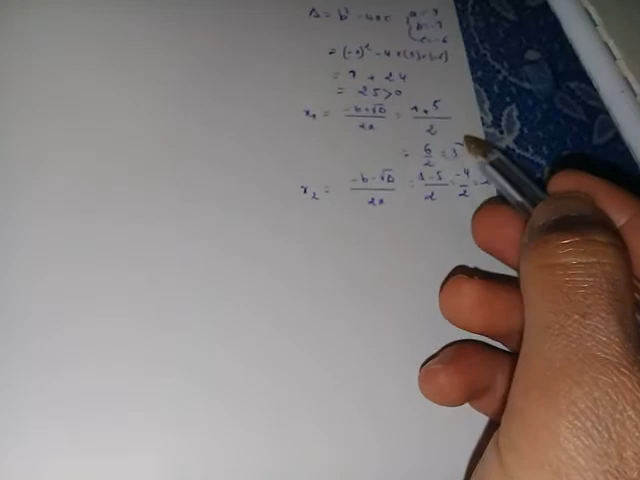 Δ = b² - 4ac { a = 1
b = -1
c = -6
= (-1)² - 4 × (1) × (-6)
= 1 + 24
= 25 > 0
x₁ = (-b + √Δ)/2a = (1 + 5)/2
= 6/2 = 3
x₂ = (-b - √Δ)/2a = (1 - 5)/2 = -4/2 =